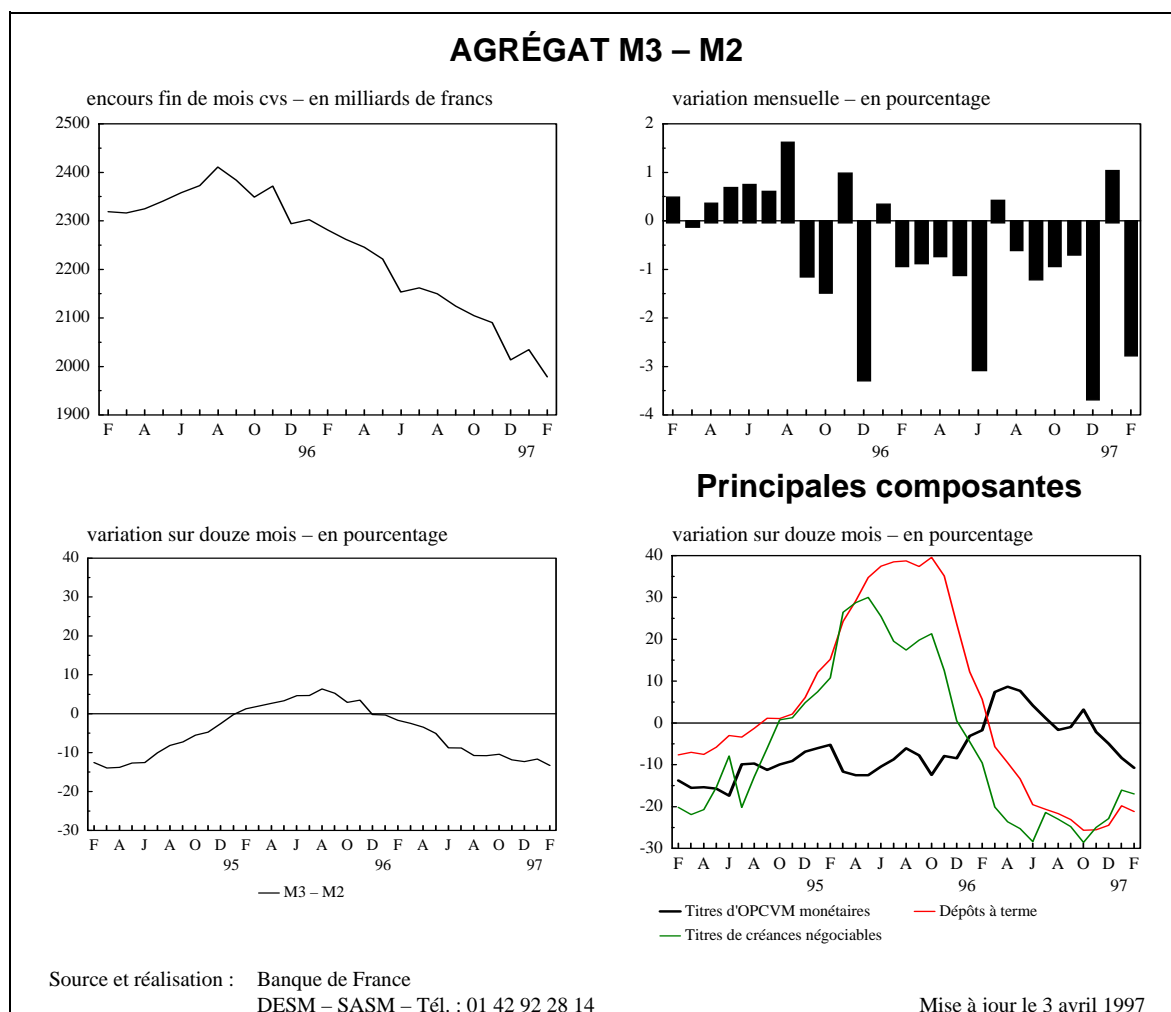 AGRÉGAT M3 – M2
encours fin de mois cvs – en milliards de francs
2500
2400
2300
2200
2100
2000
1900
F A J A O D F A J A O D F
96 97
variation mensuelle – en pourcentage
2
1
0
-1
-2
-3
-4
F A J A O D F A J A O D F
96 97
Principales composantes
variation sur douze mois – en pourcentage
40
30
20
10
0
-10
-20
-30
F A J A O D F A J A O D F A J A O D F
95 96 97
M3 – M2
variation sur douze mois – en pourcentage
40
30
20
10
0
-10
-20
-30
F A J A O D F A J A O D F A J A O D F
95 96 97
Titres d'OPCVM monétaires Dépôts à terme
Titres de créances négociables
Source et réalisation : Banque de France
DESM – SASM – Tél. : 01 42 92 28 14 Mise à jour le 3 avril 1997